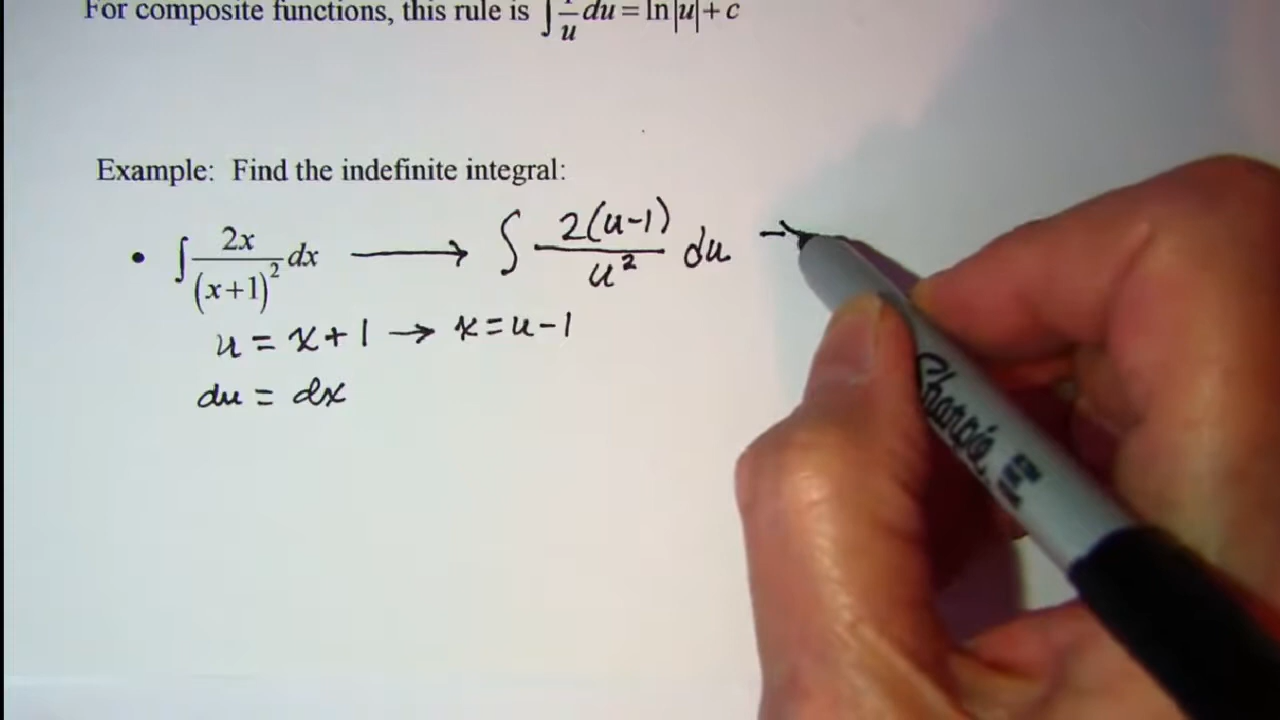 For composite functions, this rule is ∫ 1/u du = ln|u| + c
Example: Find the indefinite integral:
• ∫ 2x/(x+1)² dx ⟶ ∫ 2(u-1)/u² du →
u = x+1 → x = u-1
du = dx
Sharpie